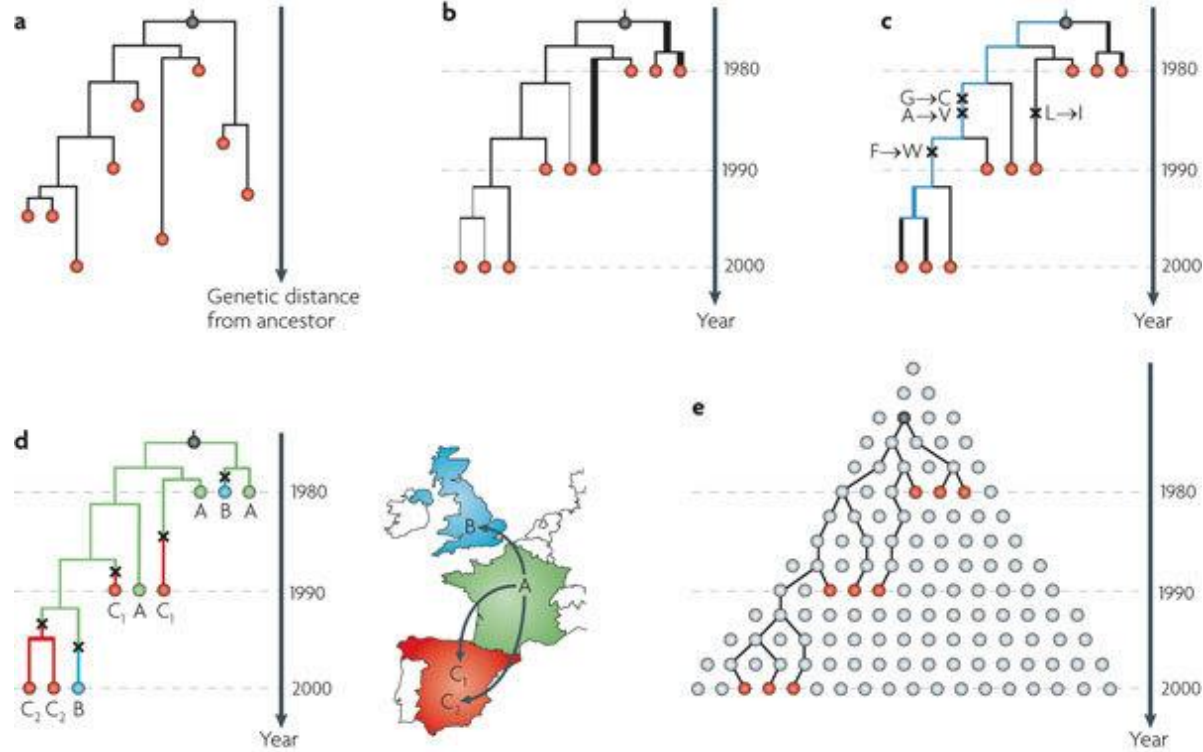 a
Genetic distance
from ancestor
b
1980
1990
2000
Year
c
G→C
A→V
L→I
F→W
1980
1990
2000
Year
d
A B A
1980
C₁ A C₁
1990
C₂ C₂ B
2000
Year
B
A
C₁
C₂
e
1980
1990
2000
Year